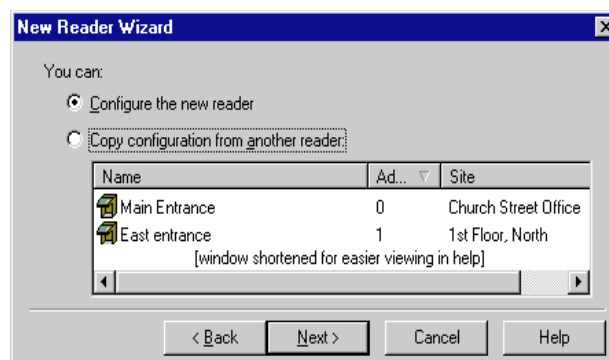 New Reader Wizard
You can:
Configure the new reader
Copy configuration from another reader:
Name Ad... Site
Main Entrance 0 Church Street Office
East entrance 1 1st Floor, North
[window shortened for easier viewing in help]
< Back Next > Cancel Help